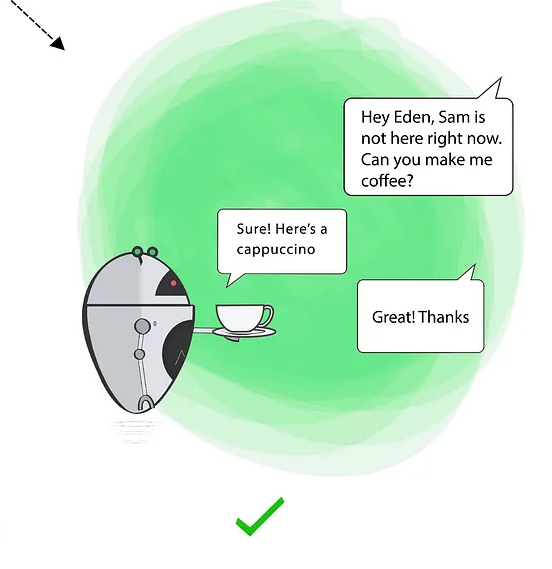 Hey Eden, Sam is
not here right now.
Can you make me
coffee?
Sure! Here's a
cappuccino
Great! Thanks